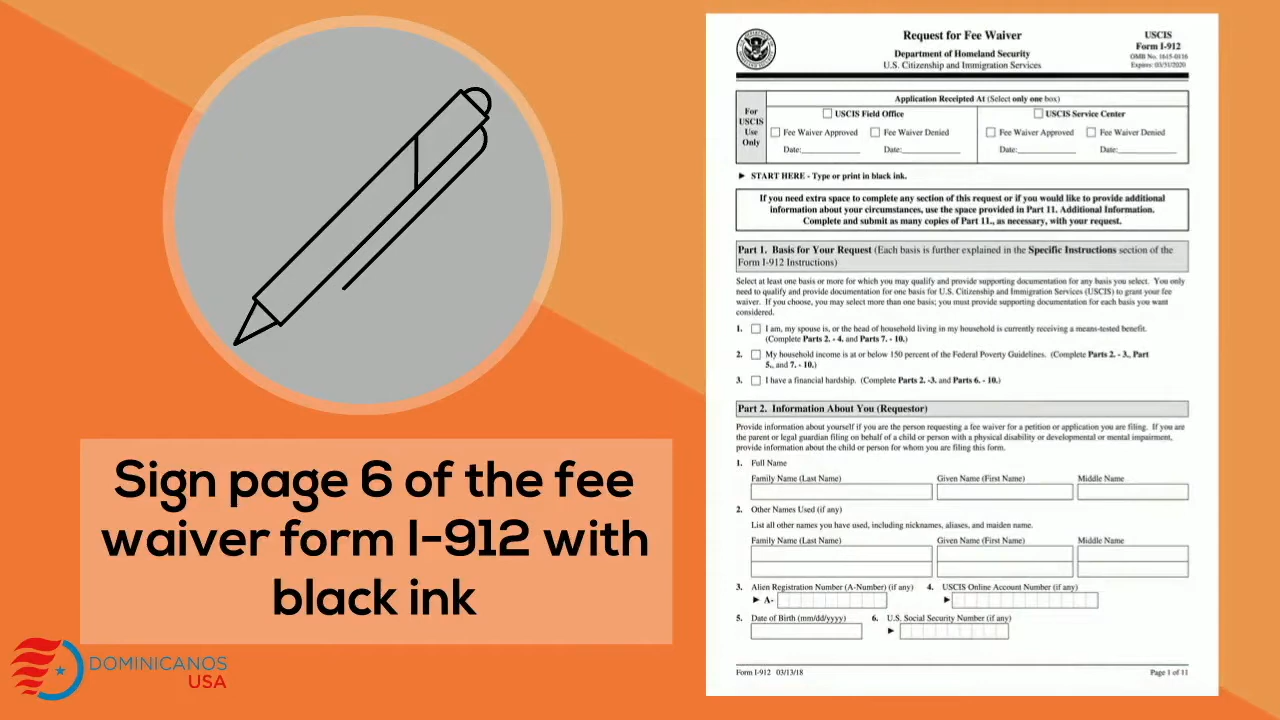 Sign page 6 of the fee
waiver form I-912 with
black ink
DOMINICANOS
USA
Request for Fee Waiver
Department of Homeland Security
U.S. Citizenship and Immigration Services
USCIS
Form I-912
OMB No. 1615-0116
Expires: 03/31/2020
For
USCIS
Use
Only
Application Receipted At (Select only one box)
USCIS Field Office
USCIS Service Center
Fee Waiver Approved
Fee Waiver Denied
Fee Waiver Approved
Fee Waiver Denied
Date:
Date:
Date:
Date:
► START HERE - Type or print in black ink.
If you need extra space to complete any section of this request or if you would like to provide additional
information about your circumstances, use the space provided in Part 11. Additional Information.
Complete and submit as many copies of Part 11., as necessary, with your request.
Part 1. Basis for Your Request (Each basis is further explained in the Specific Instructions section of the
Form I-912 Instructions)
Select at least one basis or more for which you may qualify and provide supporting documentation for any basis you select. You only
need to qualify and provide documentation for one basis for U.S. Citizenship and Immigration Services (USCIS) to grant your fee
waiver. If you choose, you may select more than one basis; you must provide supporting documentation for each basis you want
considered.
1. I am, my spouse is, or the head of household living in my household is currently receiving a means-tested benefit.
(Complete Parts 2. - 4. and Parts 7. - 10.)
2. My household income is at or below 150 percent of the Federal Poverty Guidelines. (Complete Parts 2. - 3., Part
5., and 7. - 10.)
3. I have a financial hardship. (Complete Parts 2. -3. and Parts 6. - 10.)
Part 2. Information About You (Requestor)
Provide information about yourself if you are the person requesting a fee waiver for a petition or application you are filing. If you are
the parent or legal guardian filing on behalf of a child or person with a physical disability or developmental or mental impairment,
provide information about the child or person for whom you are filing this form.
1. Full Name
Family Name (Last Name)
Given Name (First Name)
Middle Name
2. Other Names Used (if any)
List all other names you have used, including nicknames, aliases, and maiden name.
Family Name (Last Name)
Given Name (First Name)
Middle Name
3. Alien Registration Number (A-Number) (if any)
► A-
4. USCIS Online Account Number (if any)
►
5. Date of Birth (mm/dd/yyyy)
6. U.S. Social Security Number (if any)
►
Form I-912 03/13/18
Page 1 of 11